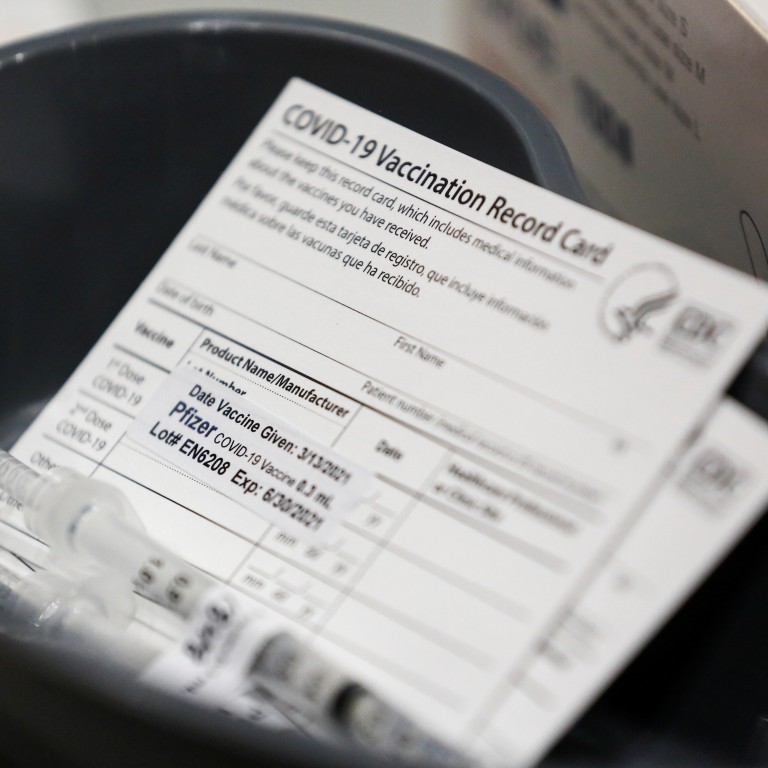 COVID-19 Vaccination Record Card
Please keep this record card, which includes medical information
about the vaccines you have received.
Por favor, guarde esta tarjeta de registro, que incluye información
médica sobre las vacunas que ha recibido.
Last Name
First Name
Date of birth
Patient number
Vaccine
Product Name/Manufacturer
Lot Number
Date
1st Dose
COVID-19
2nd Dose
COVID-19
Other
Date Vaccine Given: 3/13/2021
Pfizer COVID-19 Vaccine 0.3 mL
Lot# EN6208 Exp: 6/30/2021
mm
yy
mm
yy
CDC
CDC